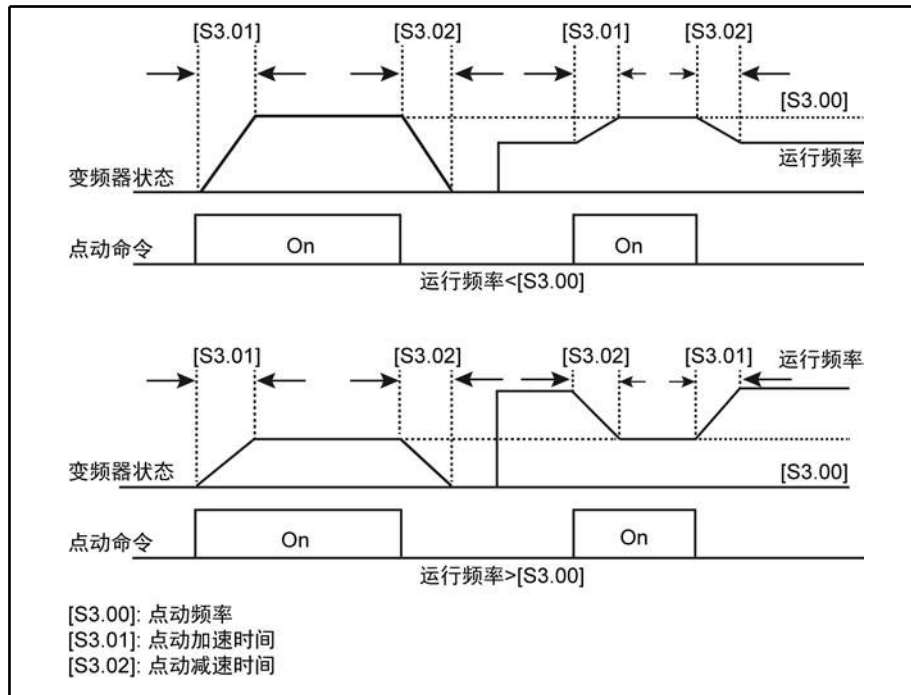 [S3.01] [S3.02] [S3.01] [S3.02]
[S3.00]
运行频率
变频器状态
点动命令 On On
运行频率<[S3.00]
[S3.01] [S3.02] [S3.02] [S3.01] 运行频率
变频器状态 [S3.00]
点动命令 On On
运行频率>[S3.00]
[S3.00]: 点动频率
[S3.01]: 点动加速时间
[S3.02]: 点动减速时间